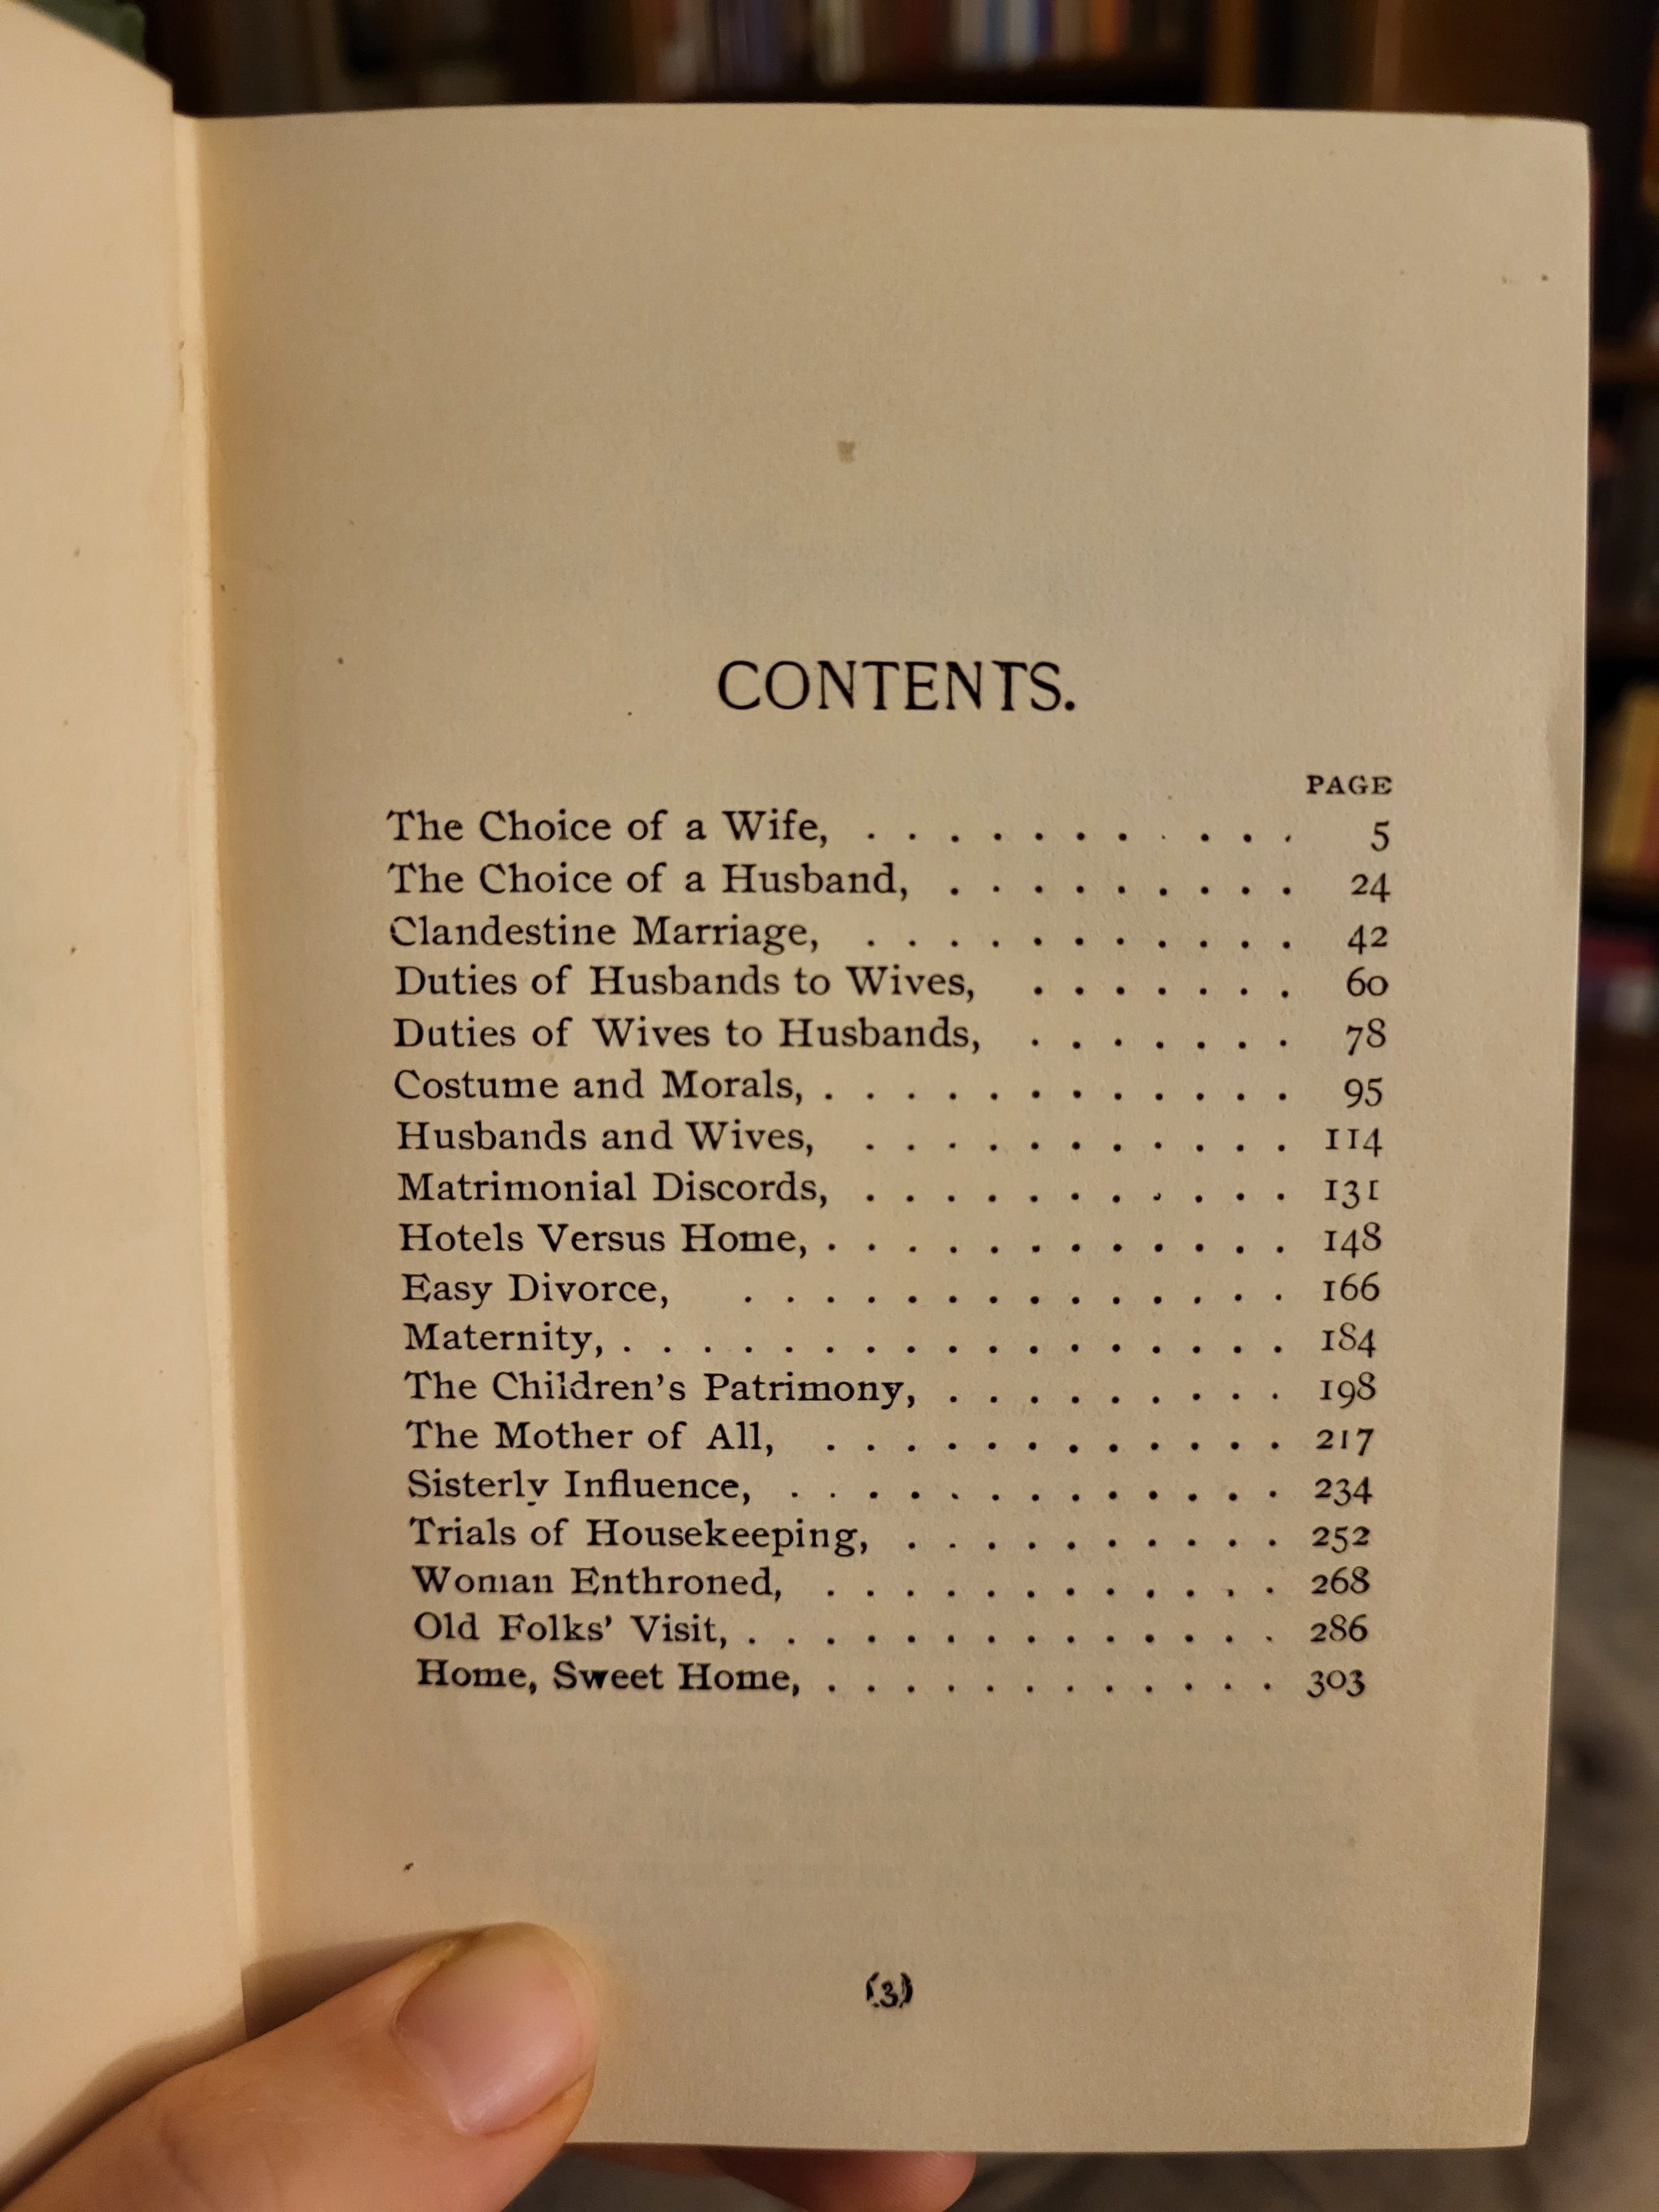 CONTENTS.
PAGE
The Choice of a Wife, . . . . . . . . . . . 5
The Choice of a Husband, . . . . . . . . . 24
Clandestine Marriage, . . . . . . . . . . . 42
Duties of Husbands to Wives, . . . . . . . 60
Duties of Wives to Husbands, . . . . . . . 78
Costume and Morals, . . . . . . . . . . . . 95
Husbands and Wives, . . . . . . . . . . . 114
Matrimonial Discords, . . . . . . . . . . . 131
Hotels Versus Home, . . . . . . . . . . . . 148
Easy Divorce, . . . . . . . . . . . . . . 166
Maternity, . . . . . . . . . . . . . . . . . 184
The Children's Patrimony, . . . . . . . . . 198
The Mother of All, . . . . . . . . . . . . 217
Sisterly Influence, . . . . . . . . . . . . . 234
Trials of Housekeeping, . . . . . . . . . . 252
Woman Enthroned, . . . . . . . . . . . . 268
Old Folks' Visit, . . . . . . . . . . . . . . 286
Home, Sweet Home, . . . . . . . . . . . . 303
(3)